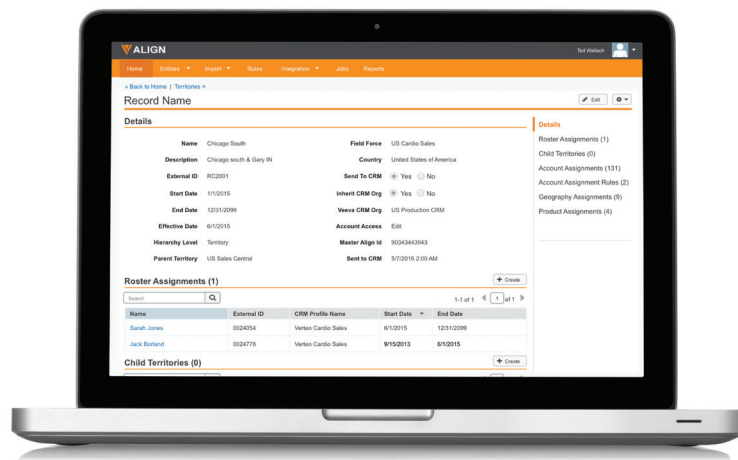 ALIGN
Ted Wallach
Home Entities Import Rules Integration Jobs Reports
« Back to Home | Territories >
Record Name
Edit
Details
Name Chicago South Field Force US Cardio Sales
Description Chicago south & Gary IN Country United States of America
External ID RC2001 Send To CRM Yes No
Start Date 1/1/2015 Inherit CRM Org Yes No
End Date 12/31/2099 Veeva CRM Org US Production CRM
Effective Date 6/1/2015 Account Access Edit
Hierarchy Level Territory Master Align Id 90343443943
Parent Territory US Sales Central Sent to CRM 5/7/2015 2:00 AM
Roster Assignments (1)
+ Create
Search
1-1 of 1 1 of 1
Name External ID CRM Profile Name Start Date End Date
Sarah Jones 0024054 Verteo Cardio Sales 6/1/2015 12/31/2099
Jack Borland 0024778 Verteo Cardio Sales 9/15/2013 6/1/2015
Child Territories (0)
+ Create
Details
Roster Assignments (1)
Child Territories (0)
Account Assignments (131)
Account Assignment Rules (2)
Geography Assignments (9)
Product Assignments (4)